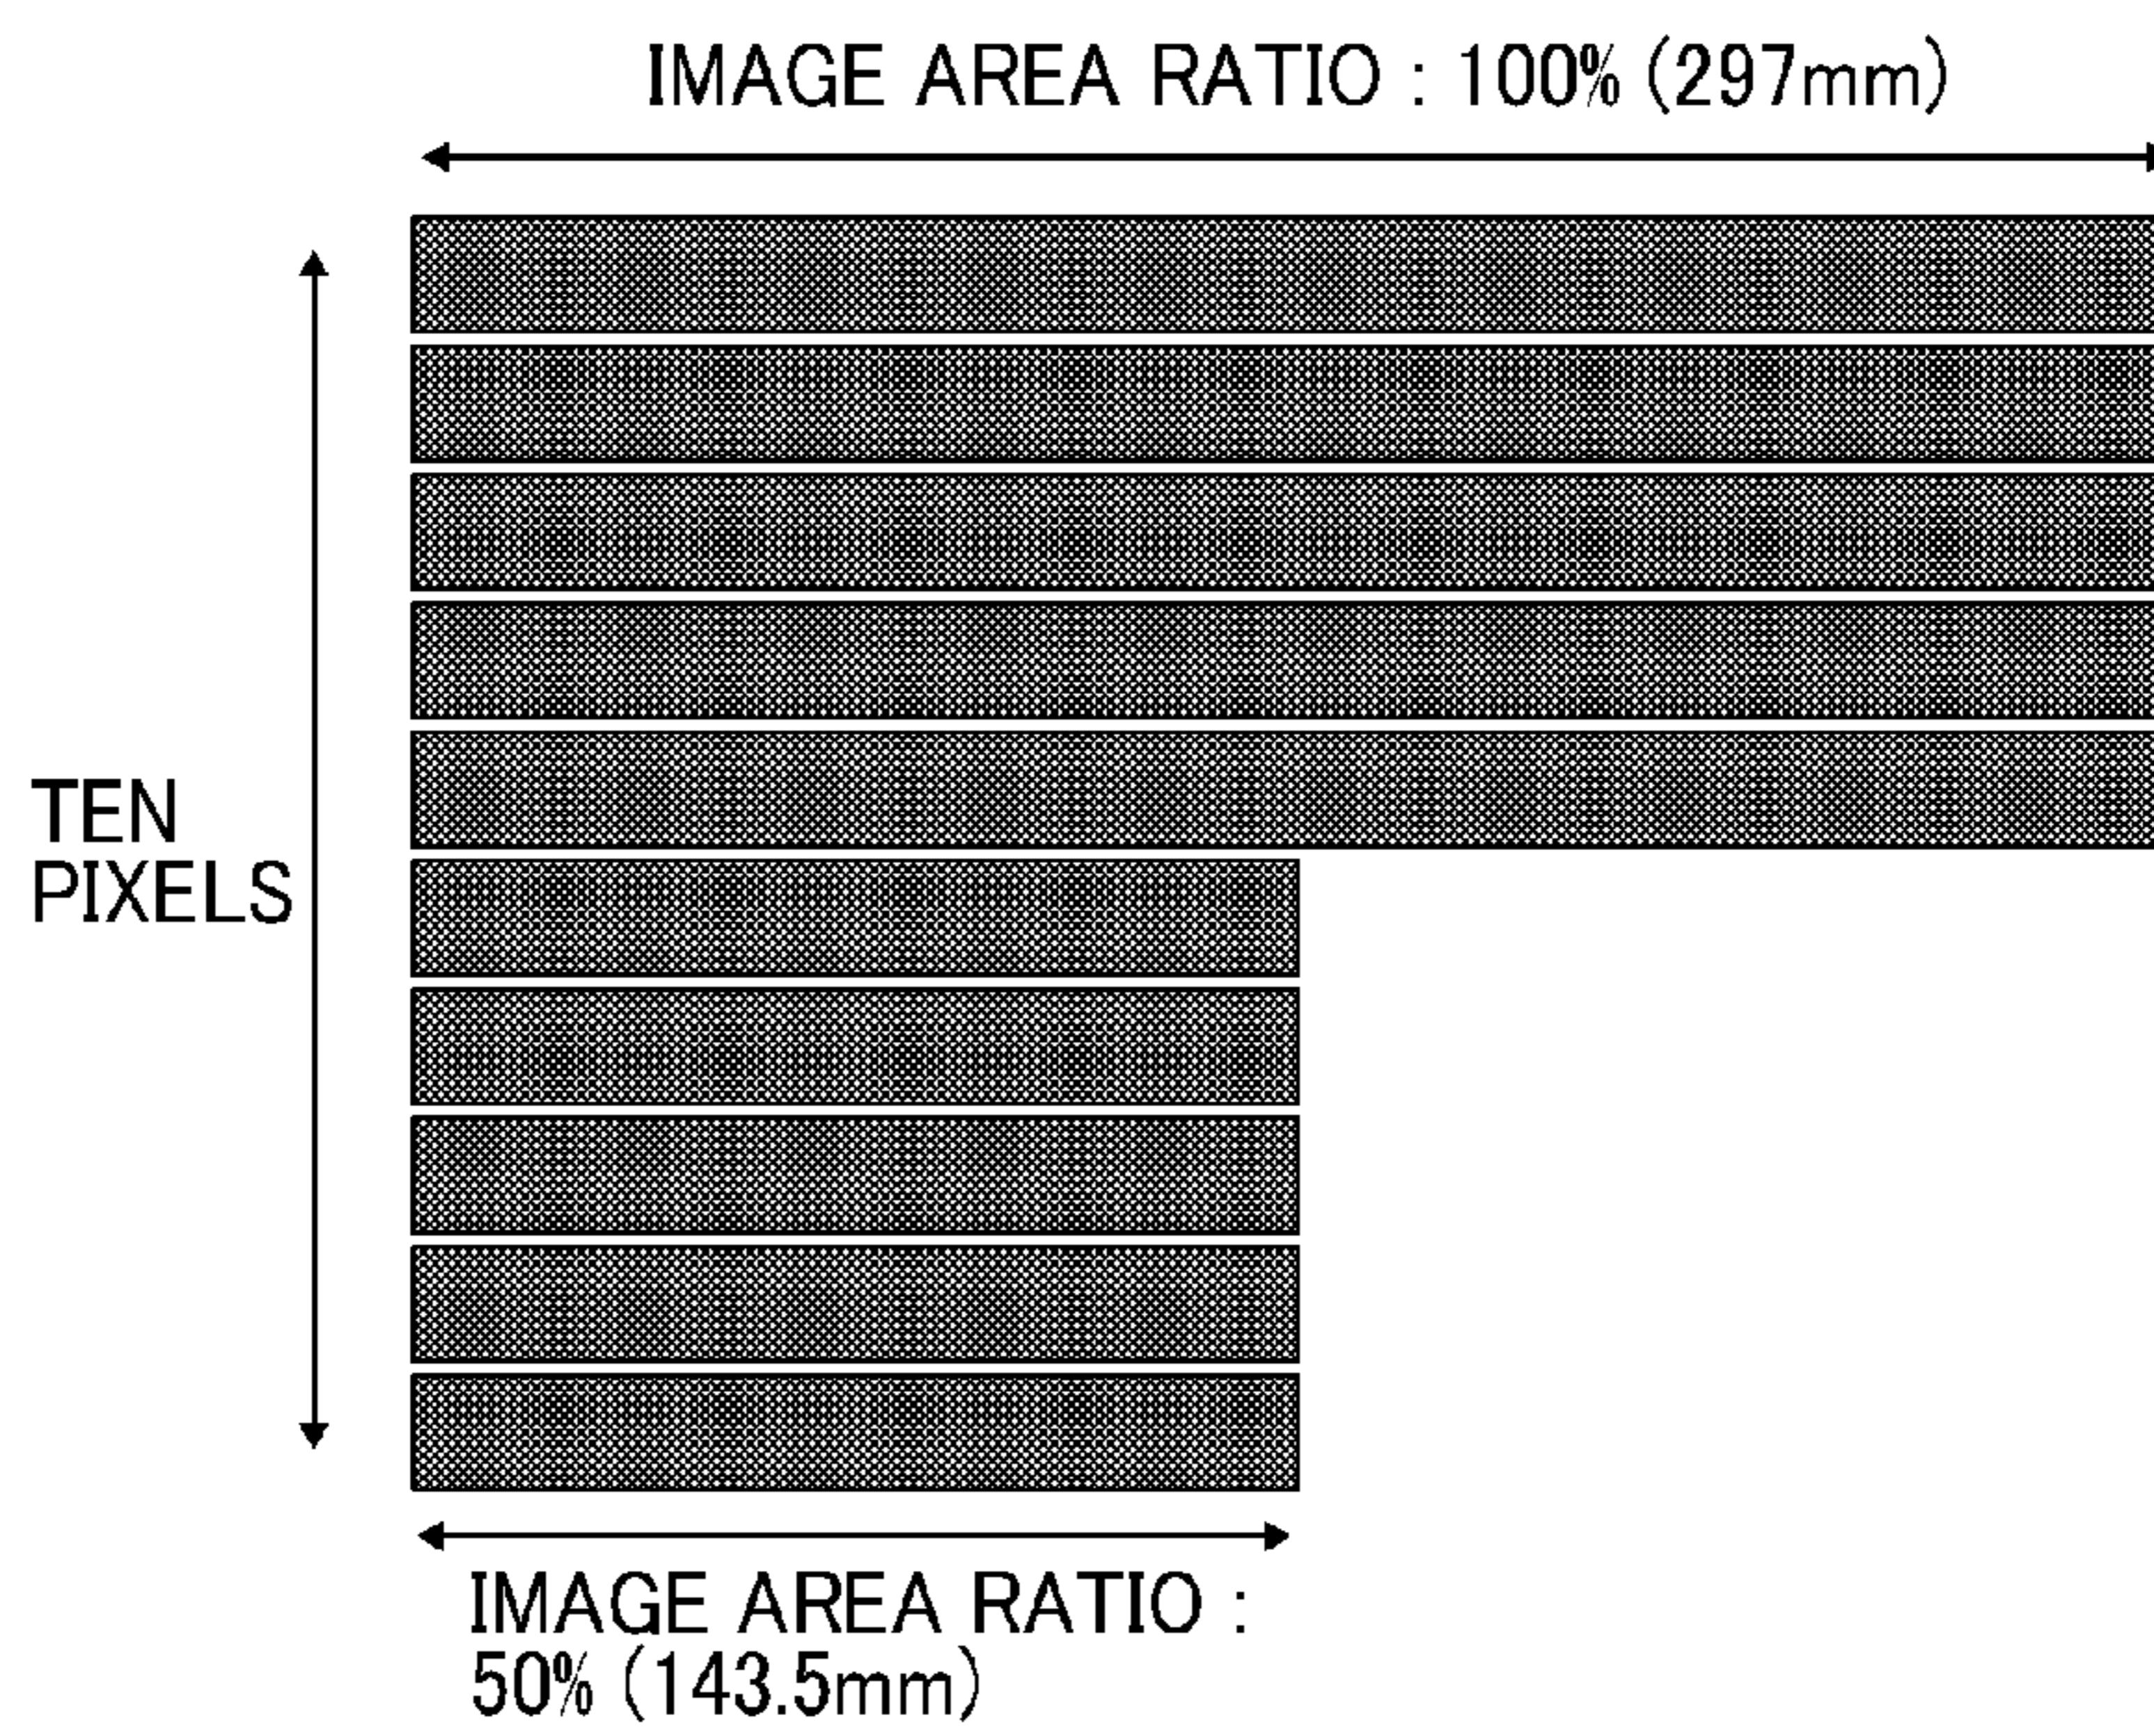 IMAGE AREA RATIO : 100% (297mm)
TEN
PIXELS
IMAGE AREA RATIO :
50% (143.5mm)